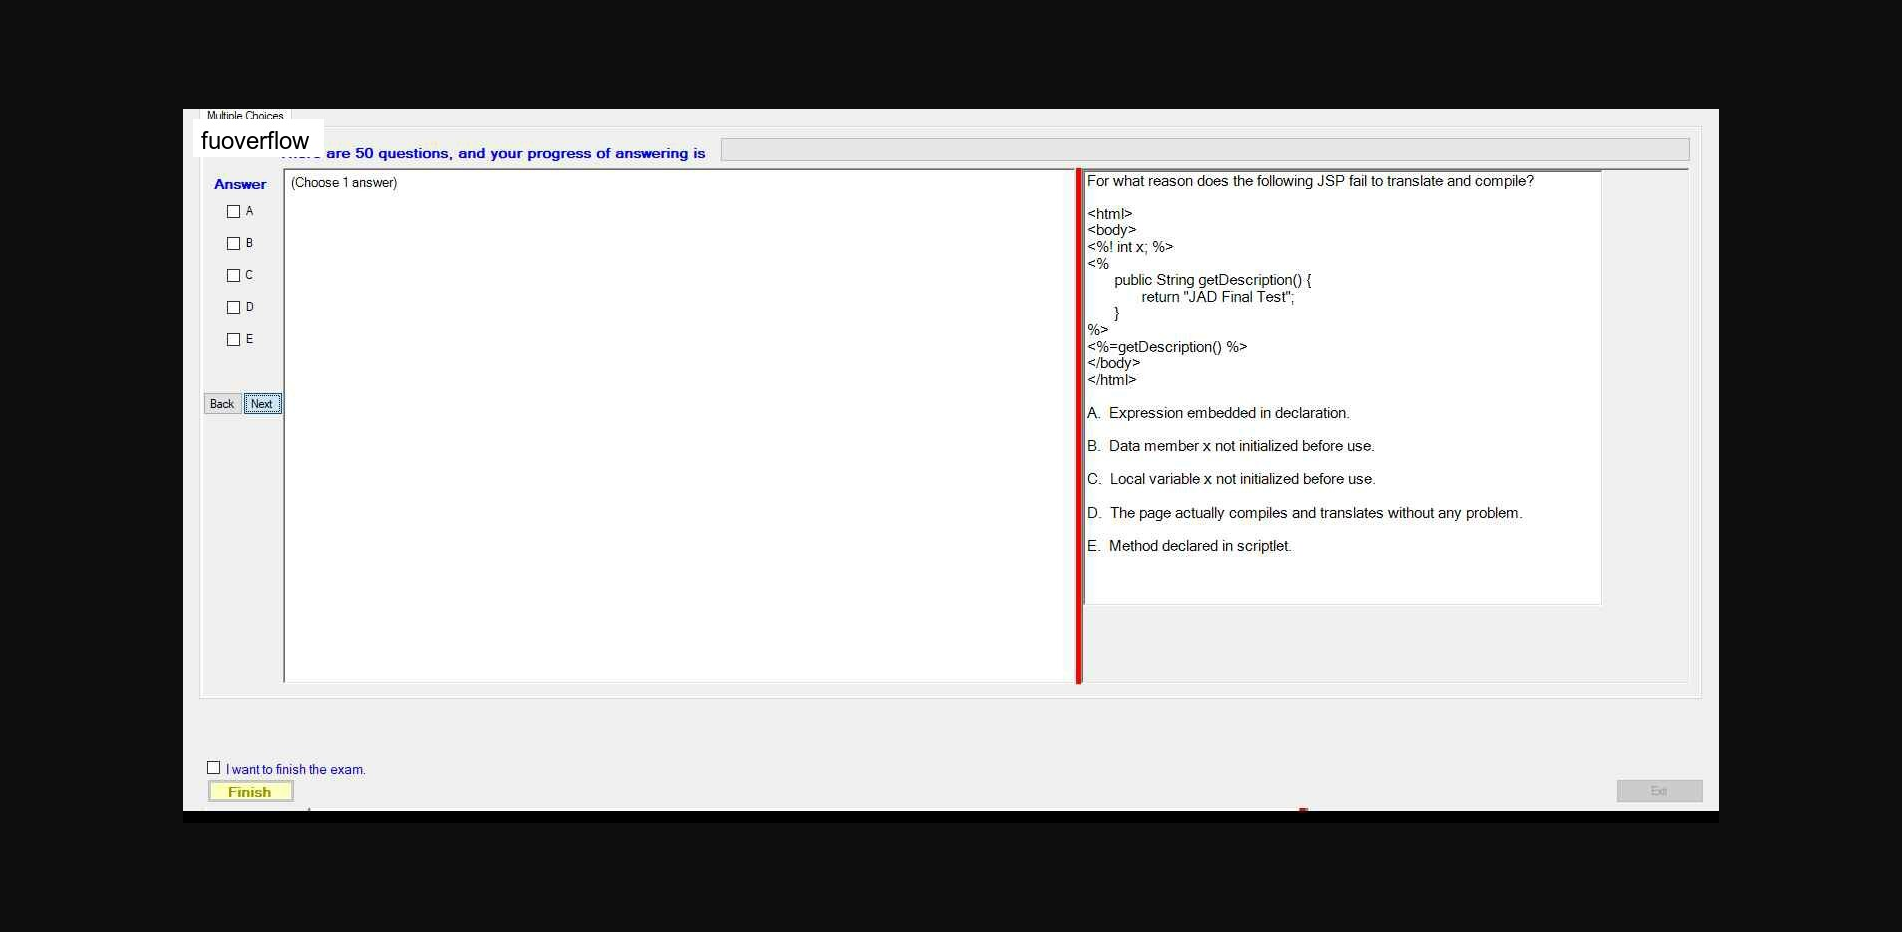 Multiple Choices
fuoverflow
are 50 questions, and your progress of answering is
Answer
(Choose 1 answer)
A
B
C
D
E
Back Next
For what reason does the following JSP fail to translate and compile?
<html>
<body>
<%! int x; %>
<%
public String getDescription() {
return "JAD Final Test";
}
%>
<%=getDescription() %>
</body>
</html>
A. Expression embedded in declaration.
B. Data member x not initialized before use.
C. Local variable x not initialized before use.
D. The page actually compiles and translates without any problem.
E. Method declared in scriptlet.
I want to finish the exam.
Finish
Exit